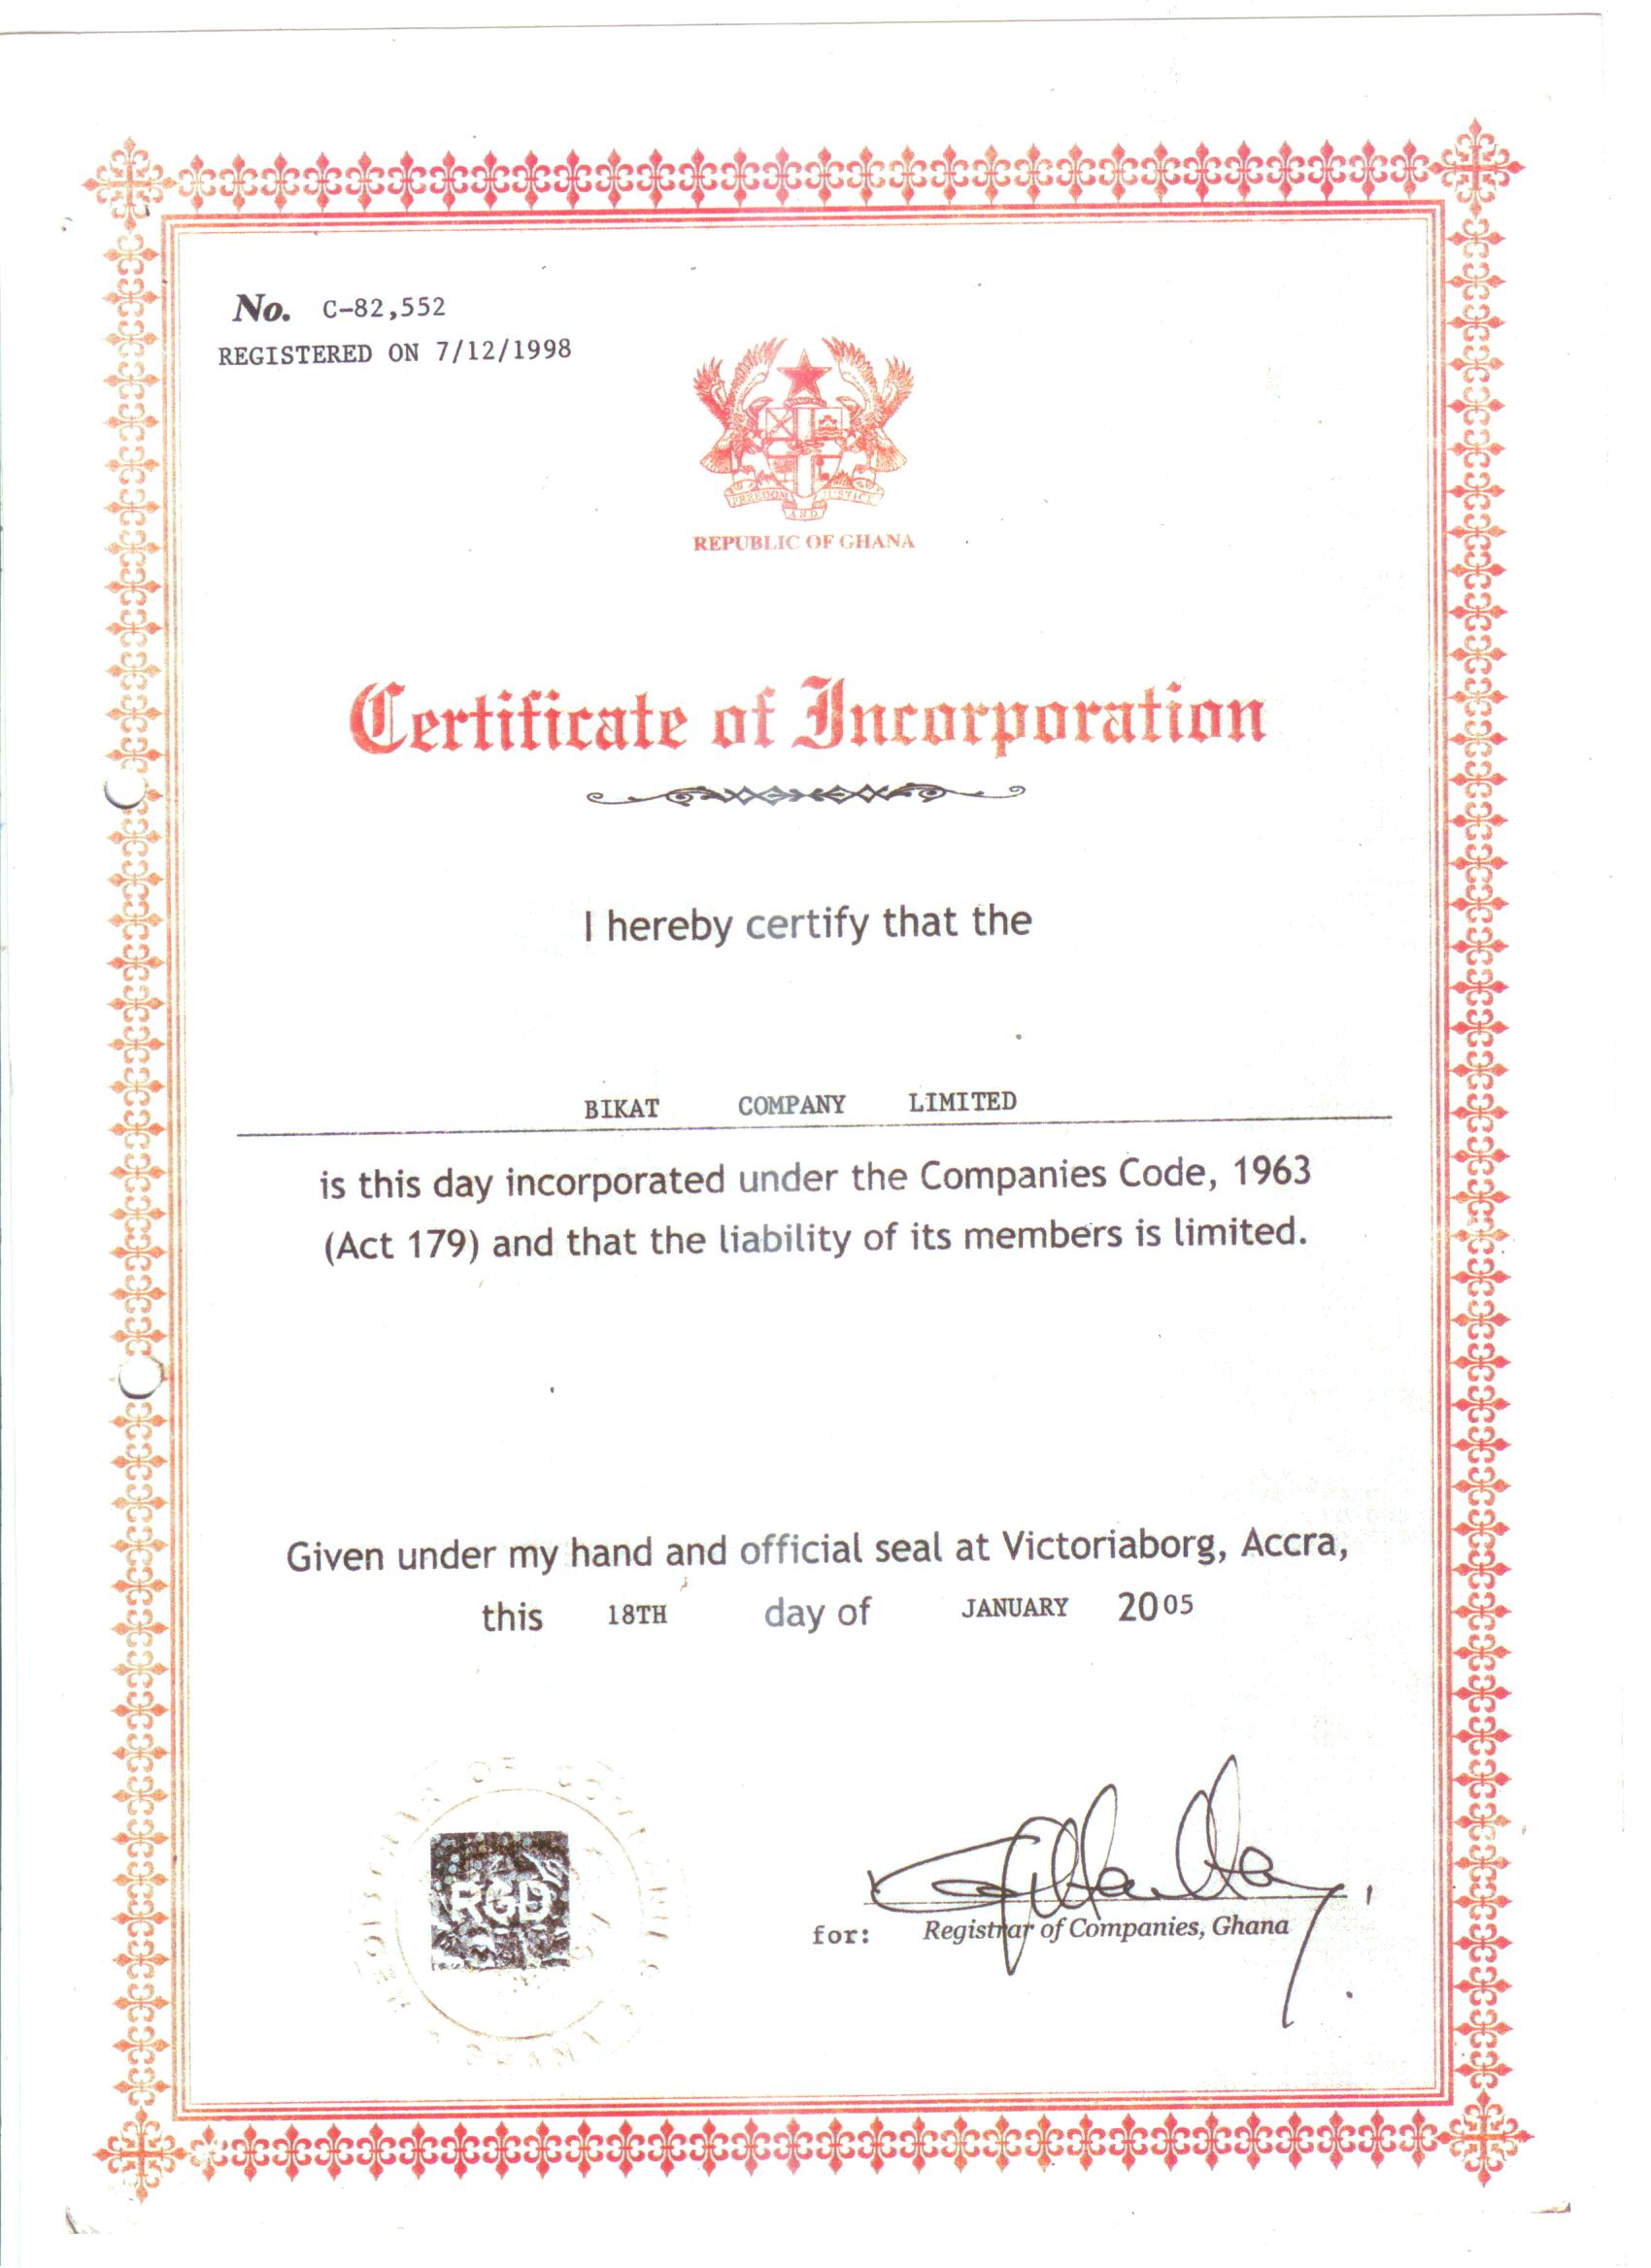 No. C-82,552
REGISTERED ON 7/12/1998
FREEDOM JUSTICE
AND
REPUBLIC OF GHANA
Certificate of Incorporation
I hereby certify that the
BIKAT COMPANY LIMITED
is this day incorporated under the Companies Code, 1963
(Act 179) and that the liability of its members is limited.
Given under my hand and official seal at Victoriaborg, Accra,
this 18TH day of JANUARY 2005
RGD
for: Registrar of Companies, Ghana